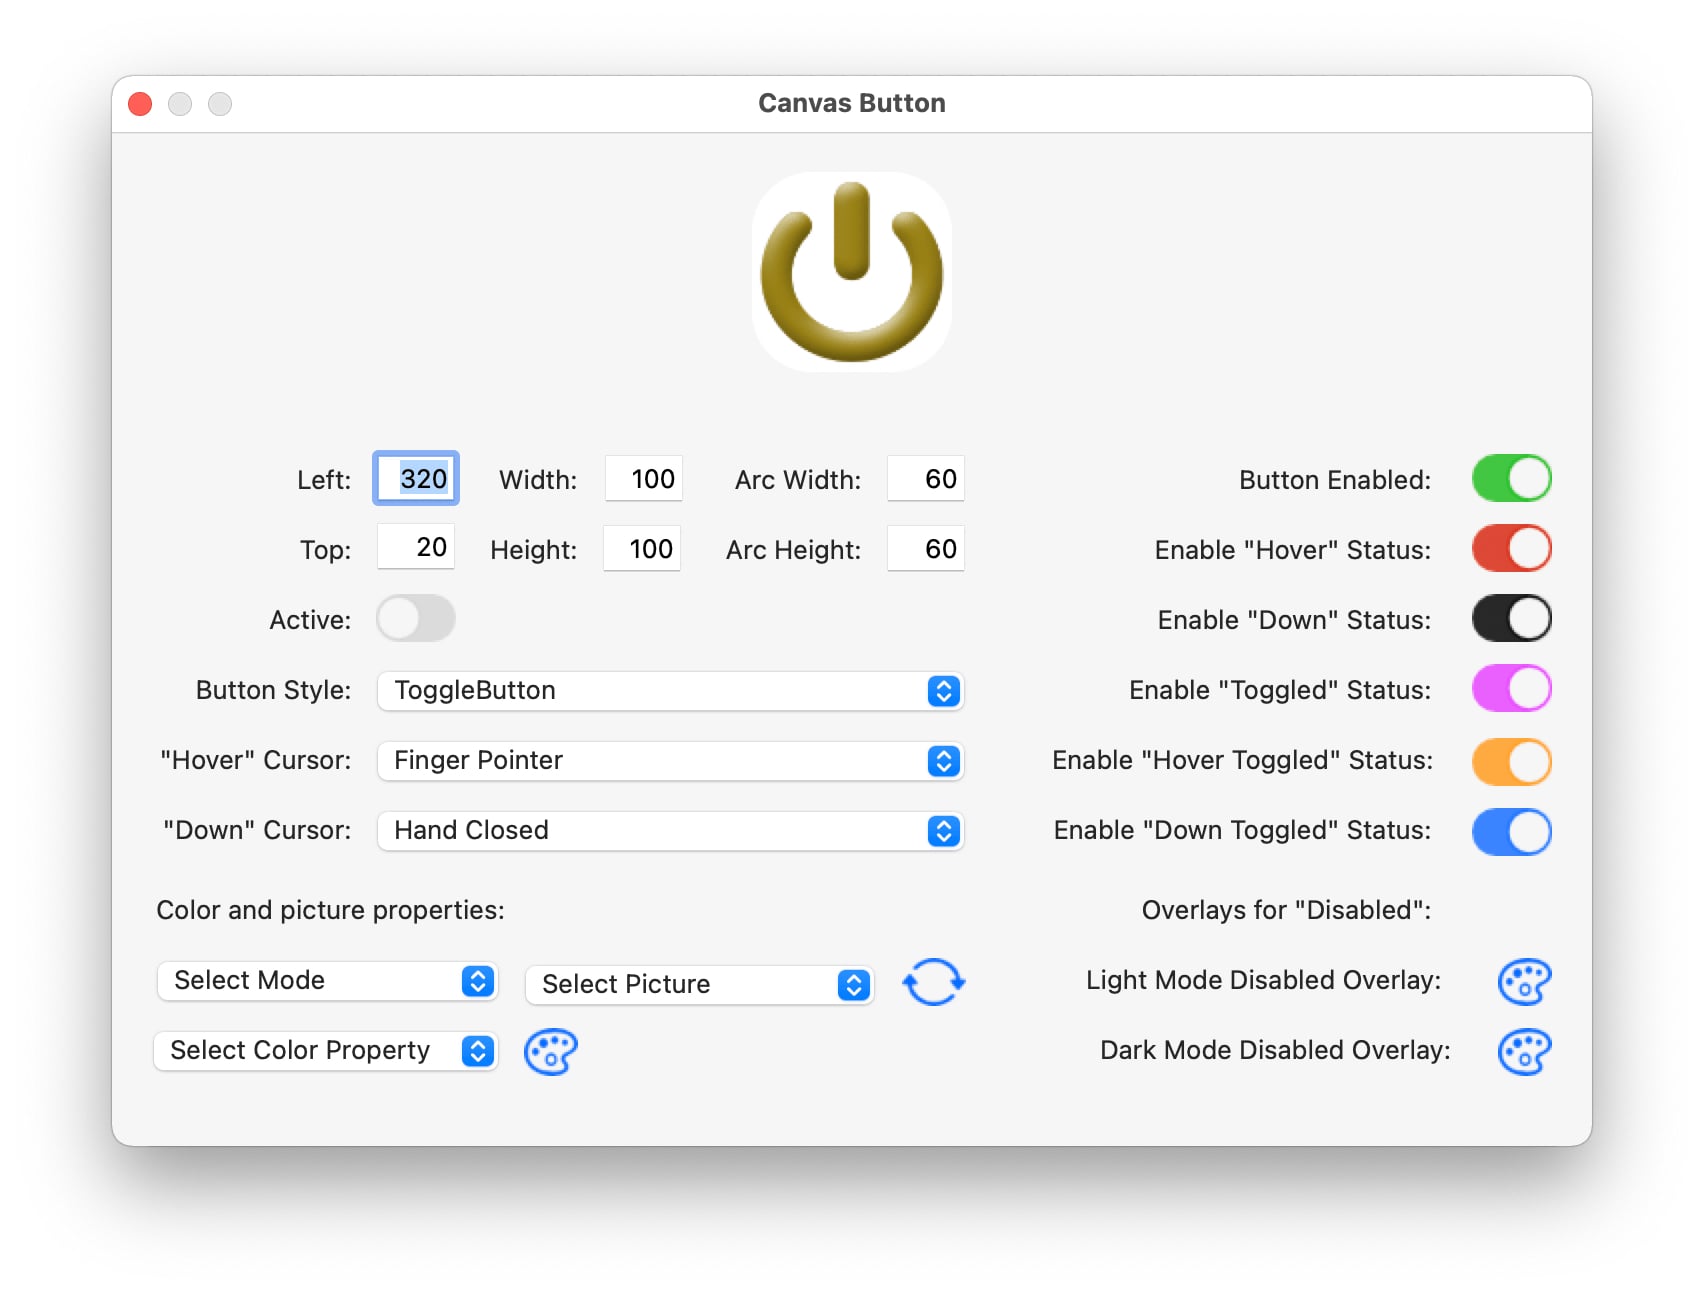 Canvas Button
Left: 320 Width: 100 Arc Width: 60 Button Enabled:
Top: 20 Height: 100 Arc Height: 60 Enable "Hover" Status:
Active: Enable "Down" Status:
Button Style: ToggleButton Enable "Toggled" Status:
"Hover" Cursor: Finger Pointer Enable "Hover Toggled" Status:
"Down" Cursor: Hand Closed Enable "Down Toggled" Status:
Color and picture properties: Overlays for "Disabled":
Select Mode Select Picture Light Mode Disabled Overlay:
Select Color Property Dark Mode Disabled Overlay: